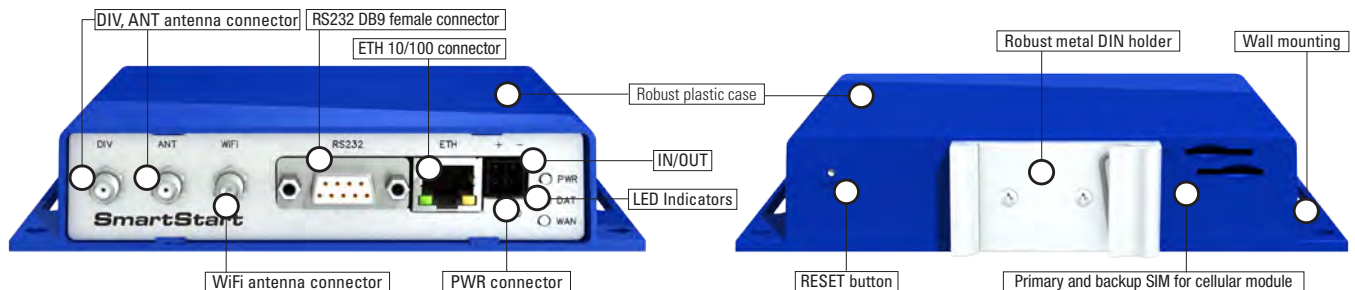 DIV, ANT antenna connector
RS232 DB9 female connector
ETH 10/100 connector
Robust metal DIN holder
Wall mounting
Robust plastic case
DIV
ANT
WIFI
RS232
ETH
+ -
IN/OUT
PWR
DAT
LED Indicators
WAN
SmartStart
WiFi antenna connector
PWR connector
RESET button
Primary and backup SIM for cellular module